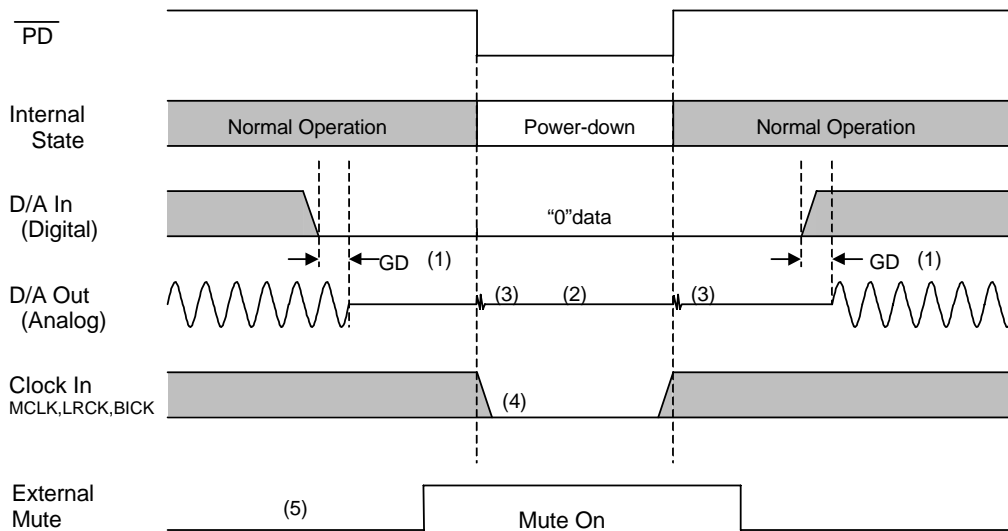 PD
Internal
State
Normal Operation
Power-down
Normal Operation
D/A In
(Digital)
“0”data
GD (1)
GD (1)
D/A Out
(Analog)
(3)
(2)
(3)
Clock In
MCLK,LRCK,BICK
(4)
External
Mute
(5)
Mute On